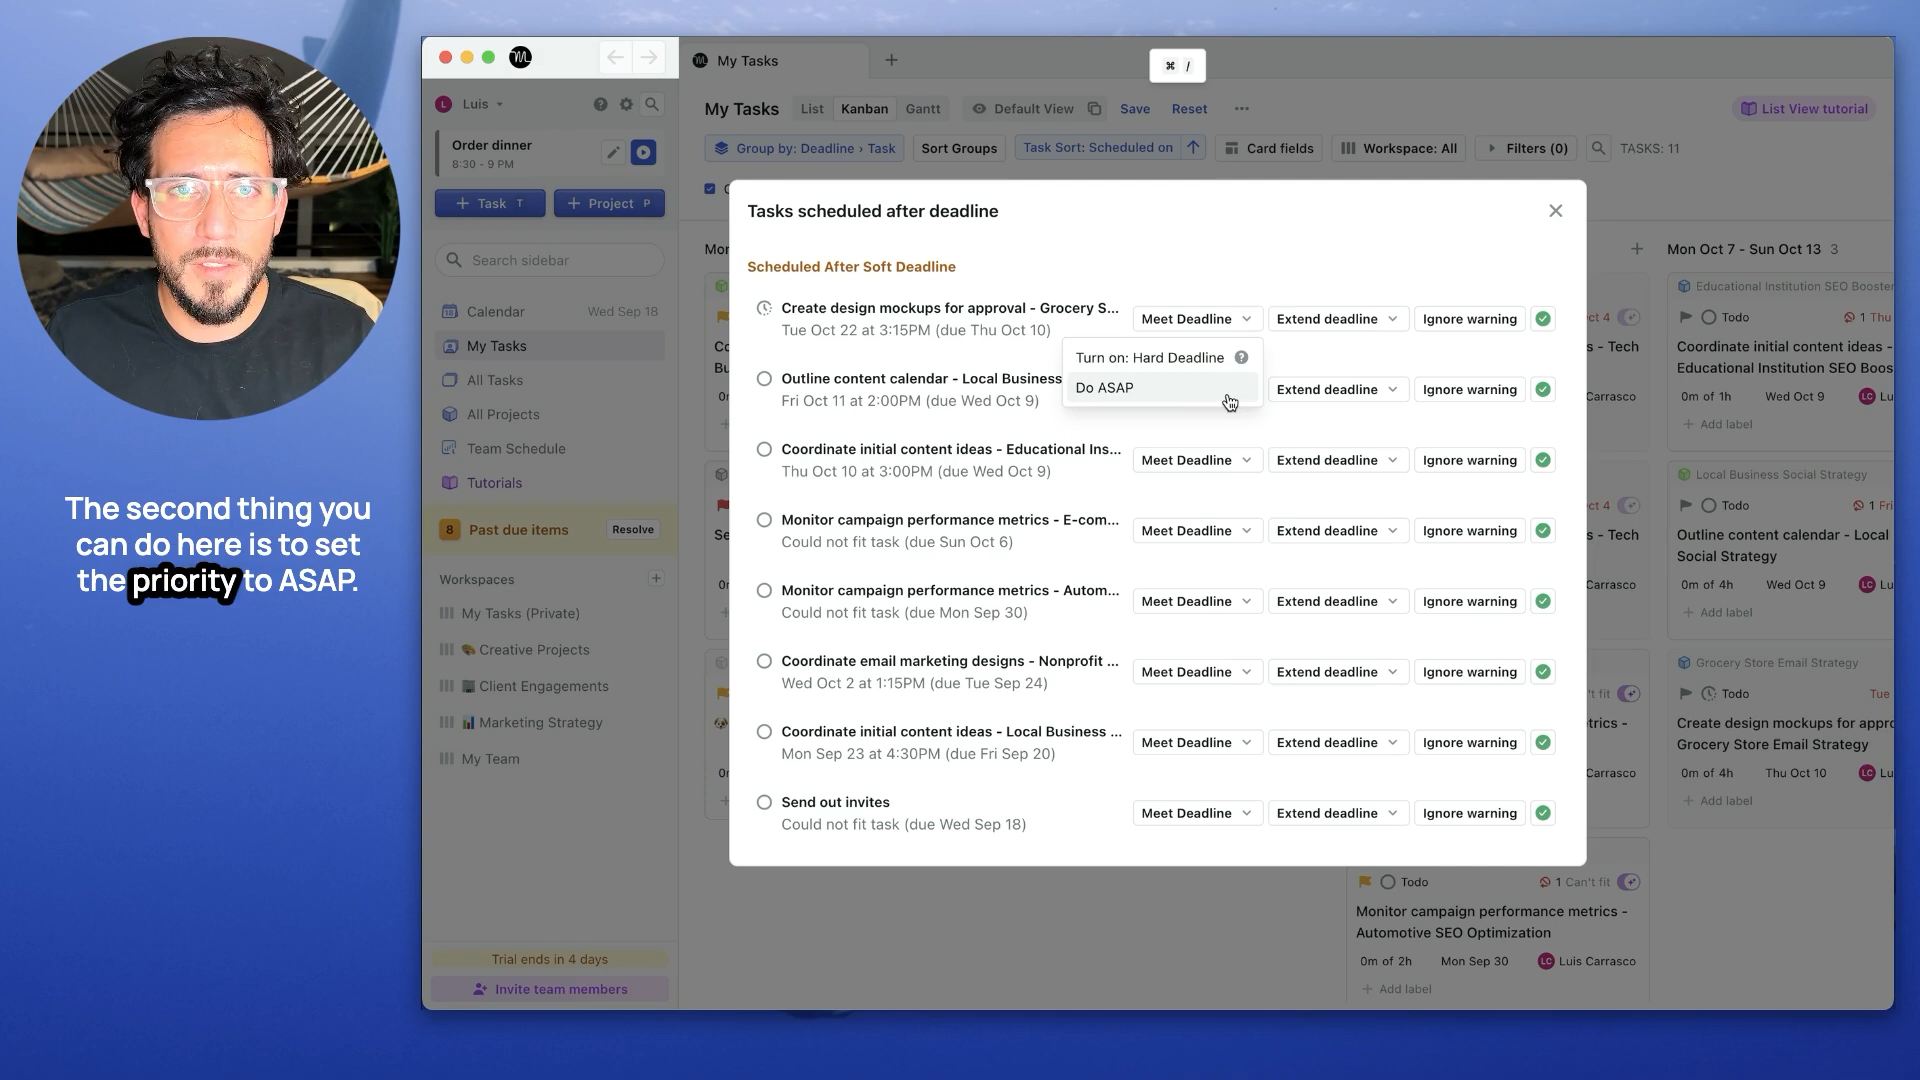 The second thing you
can do here is to set
the priority to ASAP.
Luis
Order dinner
8:30 - 9 PM
+ Task T
+ Project P
Search sidebar
Calendar Wed Sep 18
My Tasks
All Tasks
All Projects
Team Schedule
Tutorials
8 Past due items Resolve
Workspaces +
My Tasks (Private)
Creative Projects
Client Engagements
Marketing Strategy
My Team
Trial ends in 4 days
Invite team members
My Tasks +
⌘ /
My Tasks List Kanban Gantt Default View Save Reset ...
List View tutorial
Group by: Deadline › Task Sort Groups Task Sort: Scheduled on Card fields Workspace: All Filters (0) TASKS: 11
Tasks scheduled after deadline
Scheduled After Soft Deadline
Create design mockups for approval - Grocery S...
Tue Oct 22 at 3:15PM (due Thu Oct 10)
Meet Deadline Extend deadline Ignore warning
Turn on: Hard Deadline ?
Do ASAP
Outline content calendar - Local Business
Fri Oct 11 at 2:00PM (due Wed Oct 9)
Extend deadline Ignore warning
Coordinate initial content ideas - Educational Ins...
Thu Oct 10 at 3:00PM (due Wed Oct 9)
Meet Deadline Extend deadline Ignore warning
Monitor campaign performance metrics - E-com...
Could not fit task (due Sun Oct 6)
Meet Deadline Extend deadline Ignore warning
Monitor campaign performance metrics - Autom...
Could not fit task (due Mon Sep 30)
Meet Deadline Extend deadline Ignore warning
Coordinate email marketing designs - Nonprofit ...
Wed Oct 2 at 1:15PM (due Tue Sep 24)
Meet Deadline Extend deadline Ignore warning
Coordinate initial content ideas - Local Business ...
Mon Sep 23 at 4:30PM (due Fri Sep 20)
Meet Deadline Extend deadline Ignore warning
Send out invites
Could not fit task (due Wed Sep 18)
Meet Deadline Extend deadline Ignore warning
Todo 1 Can't fit
Monitor campaign performance metrics -
Automotive SEO Optimization
0m of 2h Mon Sep 30 LC Luis Carrasco
+ Add label
Mon Oct 7 - Sun Oct 13 3
Educational Institution SEO Booster
Todo 1 Thu
Coordinate initial content ideas -
Educational Institution SEO Boos
0m of 1h Wed Oct 9 LC Lu
+ Add label
Local Business Social Strategy
Todo 1 Fri
Outline content calendar - Local
Social Strategy
0m of 4h Wed Oct 9 LC Lu
+ Add label
Grocery Store Email Strategy
Todo Tue
Create design mockups for appro
Grocery Store Email Strategy
0m of 4h Thu Oct 10 LC Lu
+ Add label